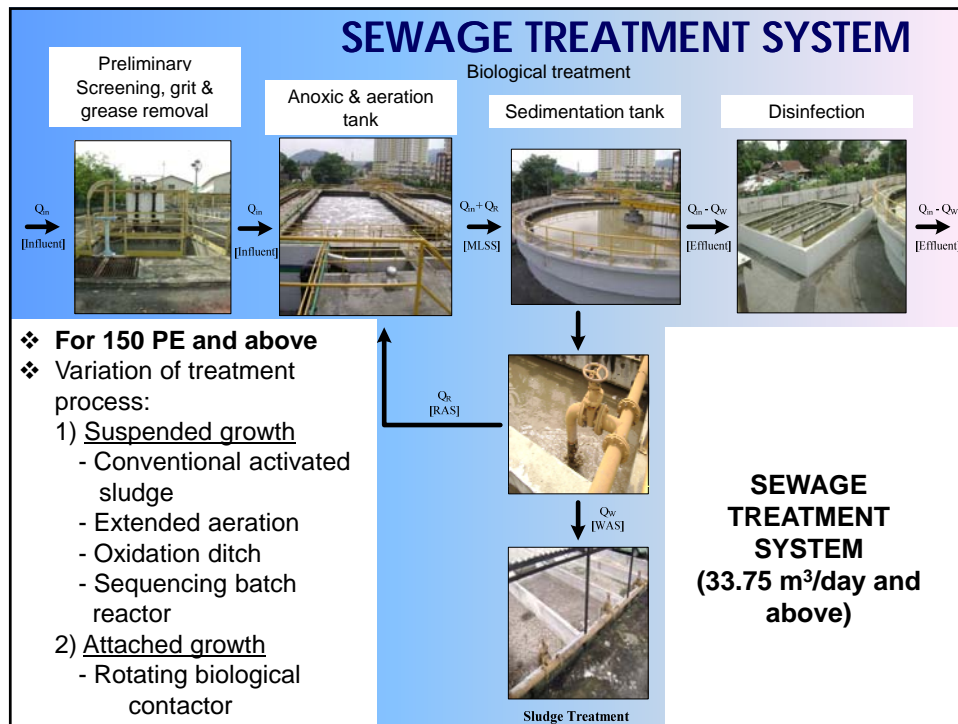 SEWAGE TREATMENT SYSTEM
Biological treatment
Preliminary
Screening, grit &
grease removal
Anoxic & aeration
tank
Sedimentation tank
Disinfection
Qin
[Influent]
Qin
[Influent]
Qin + QR
[MLSS]
Qin - QW
[Effluent]
Qin - QW
[Effluent]
❖ For 150 PE and above
❖ Variation of treatment
process:
1) Suspended growth
- Conventional activated
sludge
- Extended aeration
- Oxidation ditch
- Sequencing batch
reactor
2) Attached growth
- Rotating biological
contactor
QR
[RAS]
QW
[WAS]
Sludge Treatment
SEWAGE
TREATMENT
SYSTEM
(33.75 m³/day and
above)